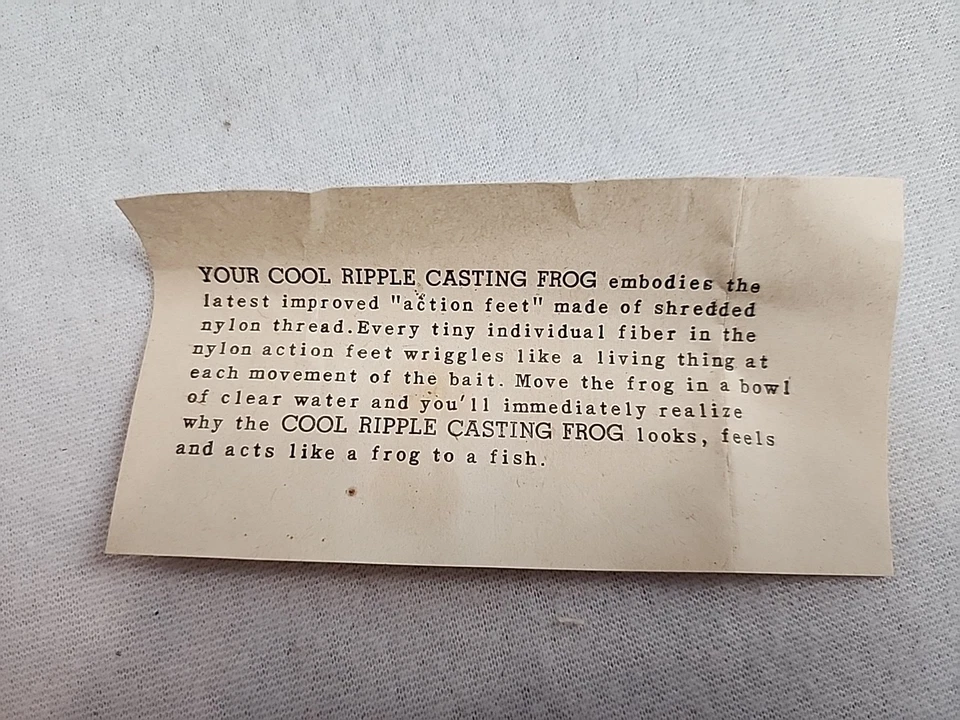 YOUR COOL RIPPLE CASTING FROG embodies the
latest improved "action feet" made of shredded
nylon thread.Every tiny individual fiber in the
nylon action feet wriggles like a living thing at
each movement of the bait. Move the frog in a bowl
of clear water and you'll immediately realize
why the COOL RIPPLE CASTING FROG looks, feels
and acts like a frog to a fish.